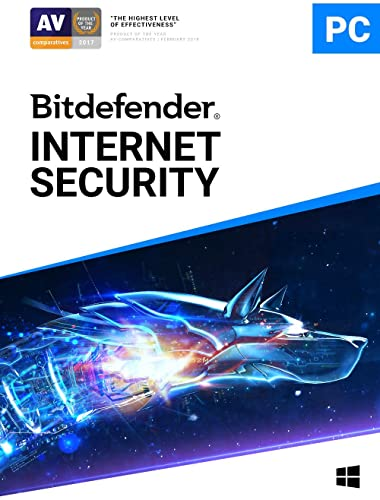 AV
comparatives
PRODUCT
OF THE
YEAR
2017
"THE HIGHEST LEVEL
OF EFFECTIVENESS"
PRODUCT OF THE YEAR
AV-COMPARATIVES | FEBRUARY 2018
PC
Bitdefender®
INTERNET
SECURITY